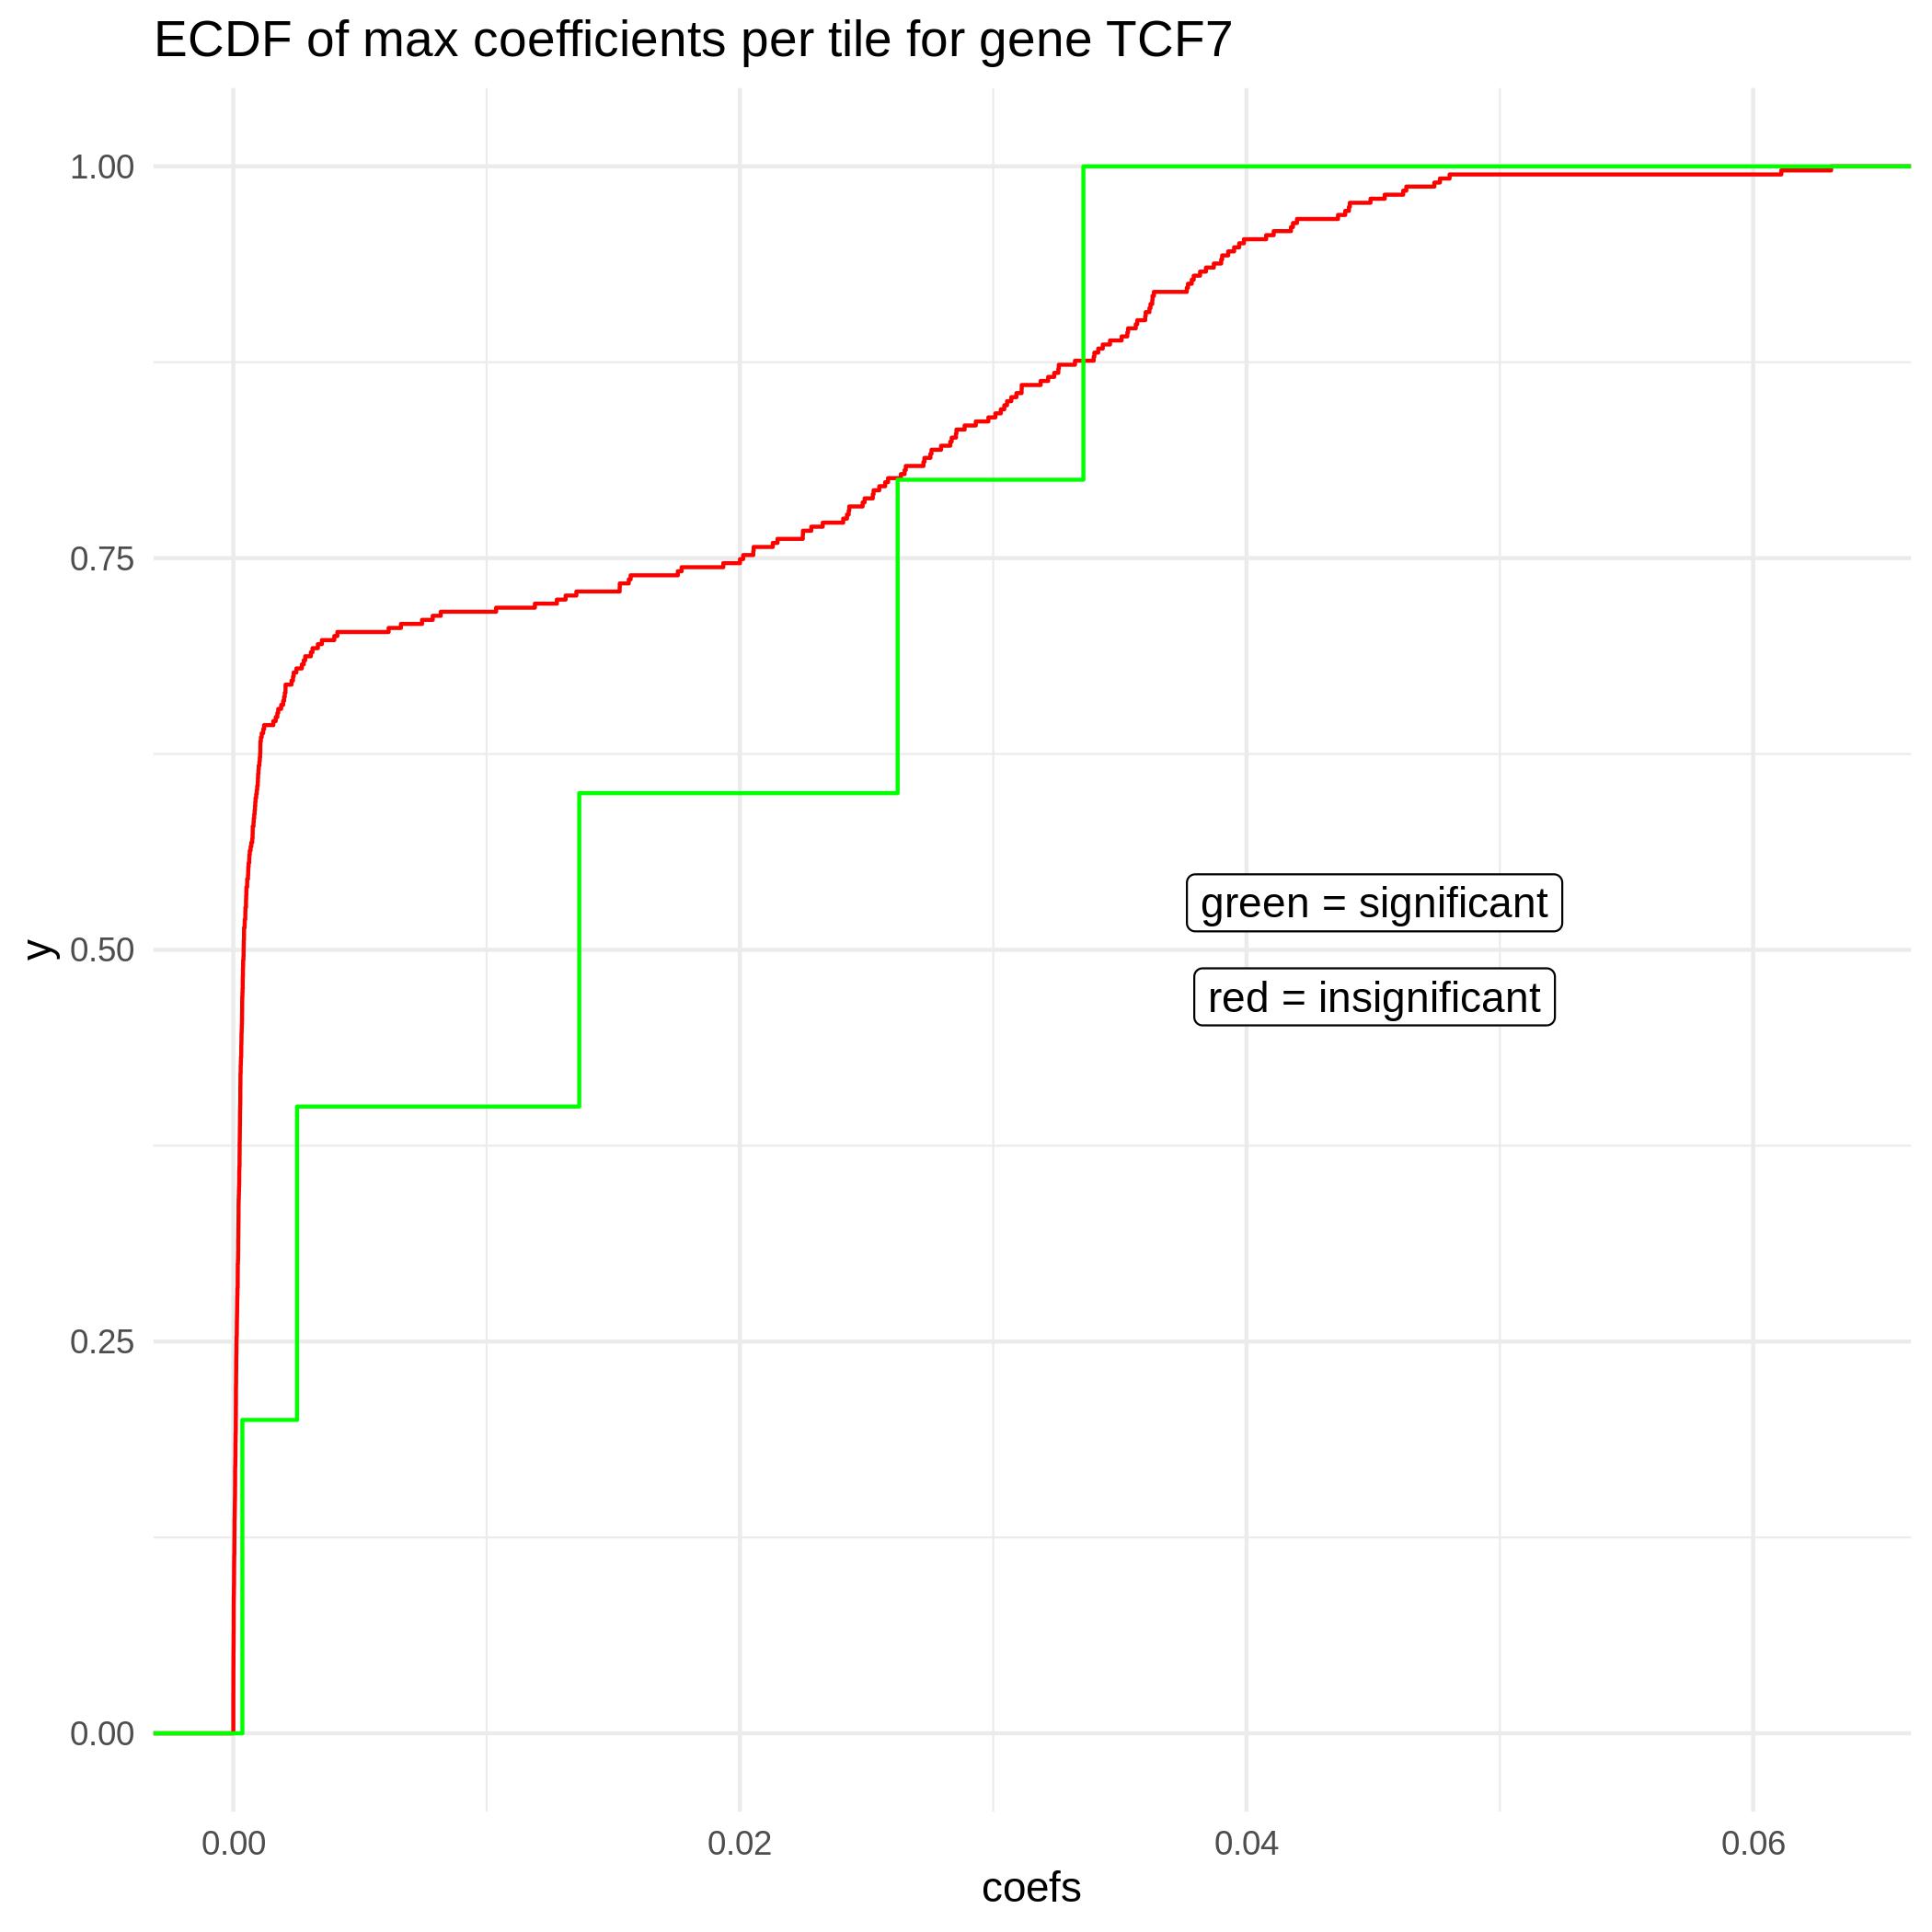 ECDF of max coefficients per tile for gene TCF7
1.00
0.75
0.50
0.25
0.00
y
green = significant
red = insignificant
0.00 0.02 0.04 0.06
coefs